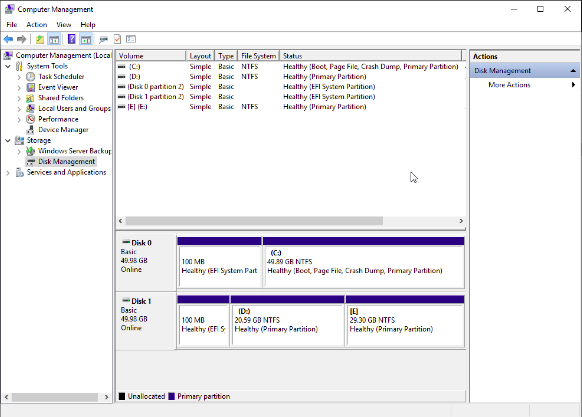 Computer Management
File Action View Help
Computer Management (Local
System Tools
Task Scheduler
Event Viewer
Shared Folders
Local Users and Groups
Performance
Device Manager
Storage
Windows Server Backup
Disk Management
Services and Applications
Volume Layout Type File System Status
(C:) Simple Basic NTFS Healthy (Boot, Page File, Crash Dump, Primary Partition)
(D:) Simple Basic NTFS Healthy (Primary Partition)
(Disk 0 partition 2) Simple Basic Healthy (EFI System Partition)
(Disk 1 partition 2) Simple Basic Healthy (EFI System Partition)
[E] (E:) Simple Basic NTFS Healthy (Primary Partition)
Disk 0
Basic
49.98 GB
Online
100 MB
Healthy (EFI System Part
(C:)
49.89 GB NTFS
Healthy (Boot, Page File, Crash Dump, Primary Partition)
Disk 1
Basic
49.98 GB
Online
100 MB
Healthy (EFI S
(D:)
20.59 GB NTFS
Healthy (Primary Partition)
[E]
29.30 GB NTFS
Healthy (Primary Partition)
Unallocated Primary partition
Actions
Disk Management
More Actions